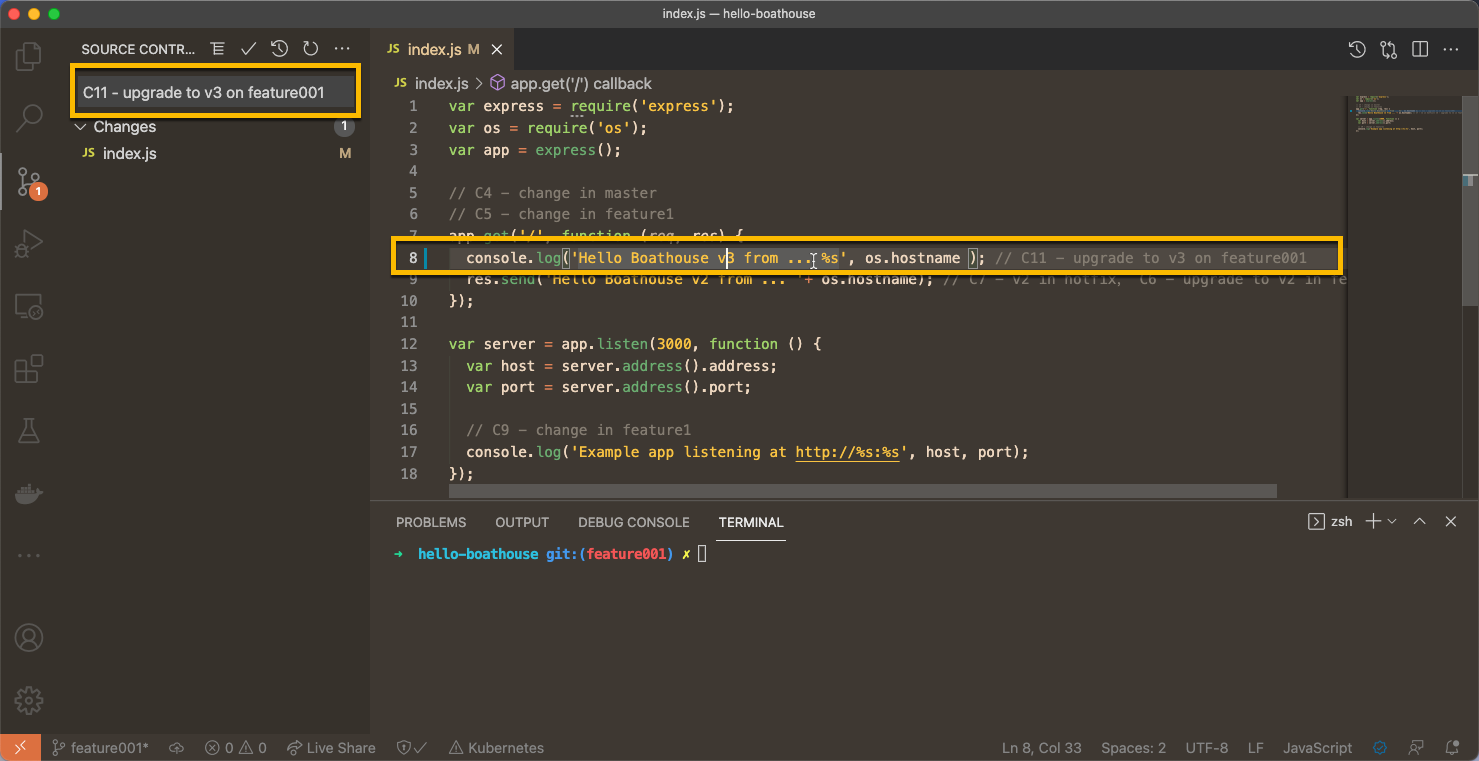 index.js — hello-boathouse
SOURCE CONTR...
C11 - upgrade to v3 on feature001
Changes 1
JS index.js M
1
JS index.js M
JS index.js > app.get('/') callback
1 var express = require('express');
2 var os = require('os');
3 var app = express();
4
5 // C4 - change in master
6 // C5 - change in feature1
7 app.get('/', function (req, res) {
8 console.log('Hello Boathouse v3 from ... %s', os.hostname ); // C11 - upgrade to v3 on feature001
9 res.send('Hello Boathouse v2 from ... '+ os.hostname); // C7 - v2 in hotfix, C6 - upgrade to v2 in fe
10 });
11
12 var server = app.listen(3000, function () {
13 var host = server.address().address;
14 var port = server.address().port;
15
16 // C9 - change in feature1
17 console.log('Example app listening at http://%s:%s', host, port);
18 });
PROBLEMS OUTPUT DEBUG CONSOLE TERMINAL zsh
➜ hello-boathouse git:(feature001) ✗
feature001* 0 0 Live Share Kubernetes Ln 8, Col 33 Spaces: 2 UTF-8 LF JavaScript